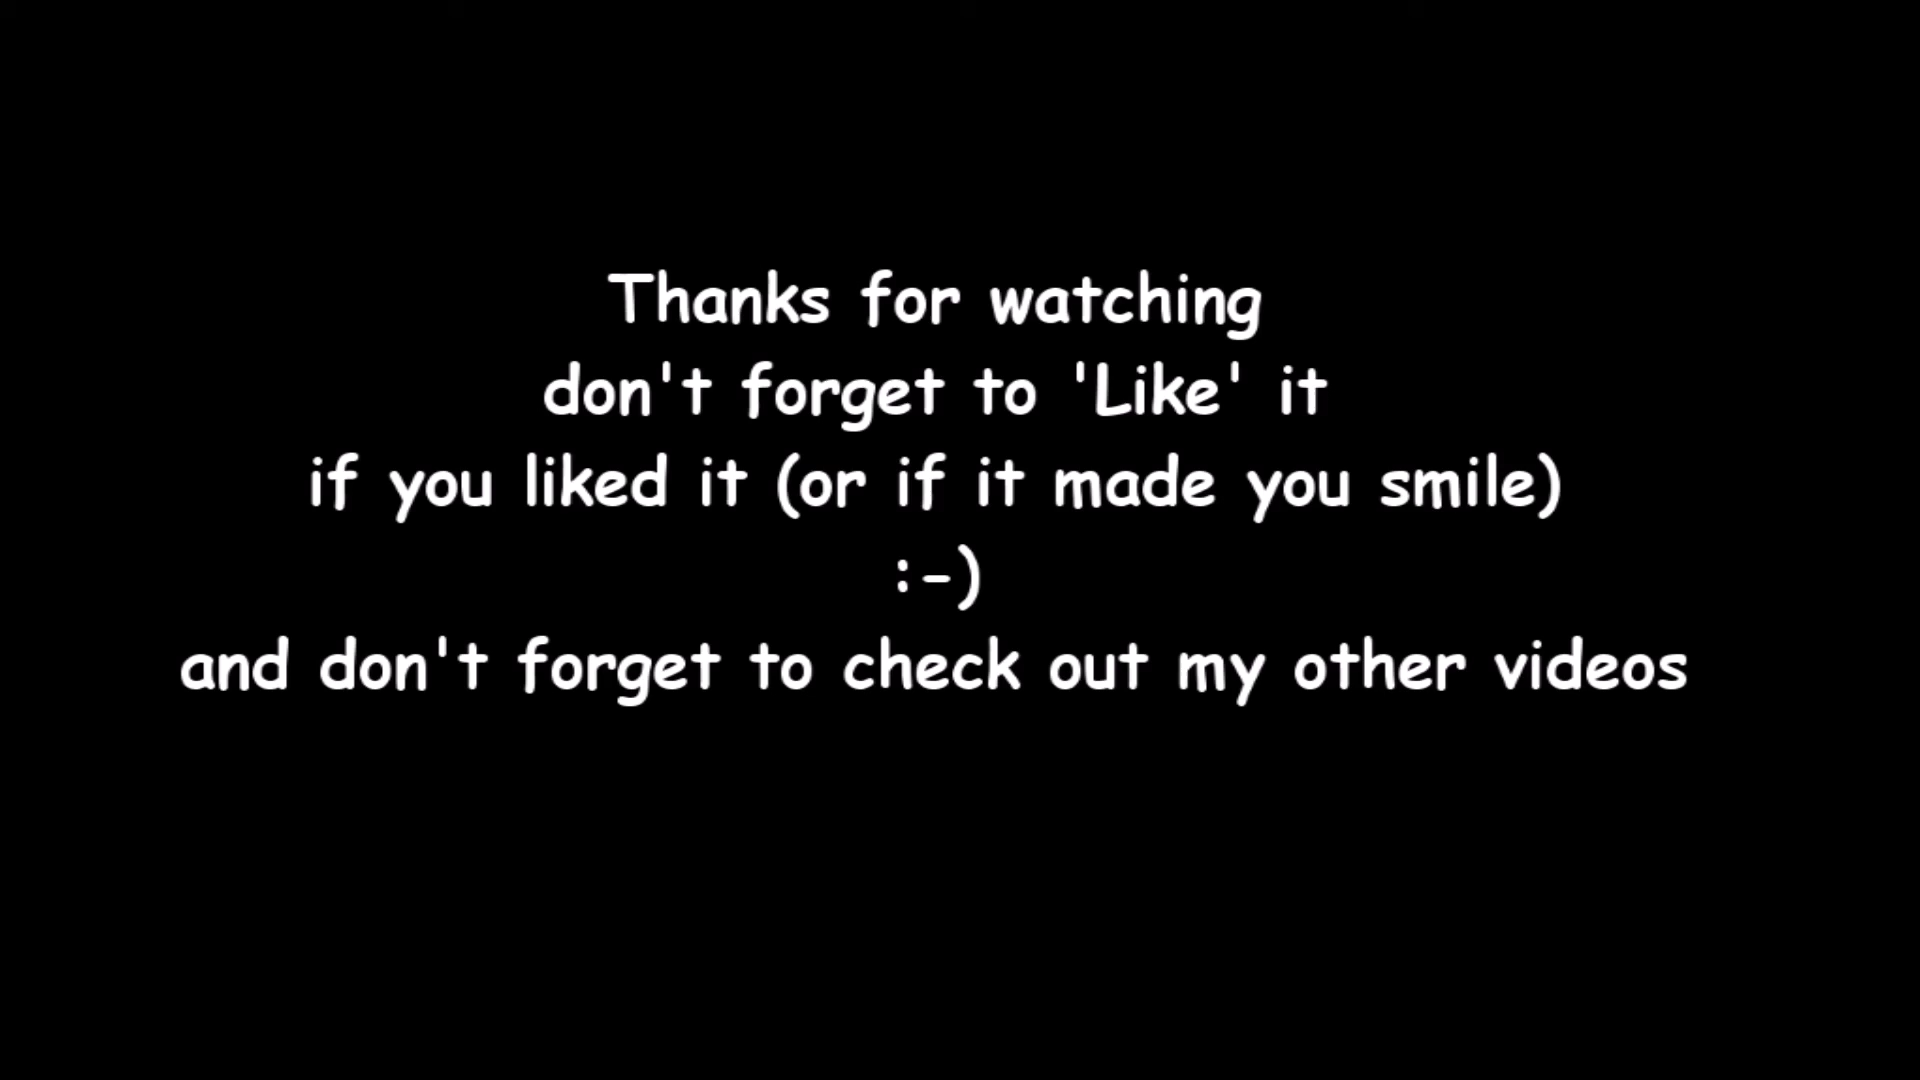 Thanks for watching
don't forget to 'Like' it
if you liked it (or if it made you smile)
:-)
and don't forget to check out my other videos